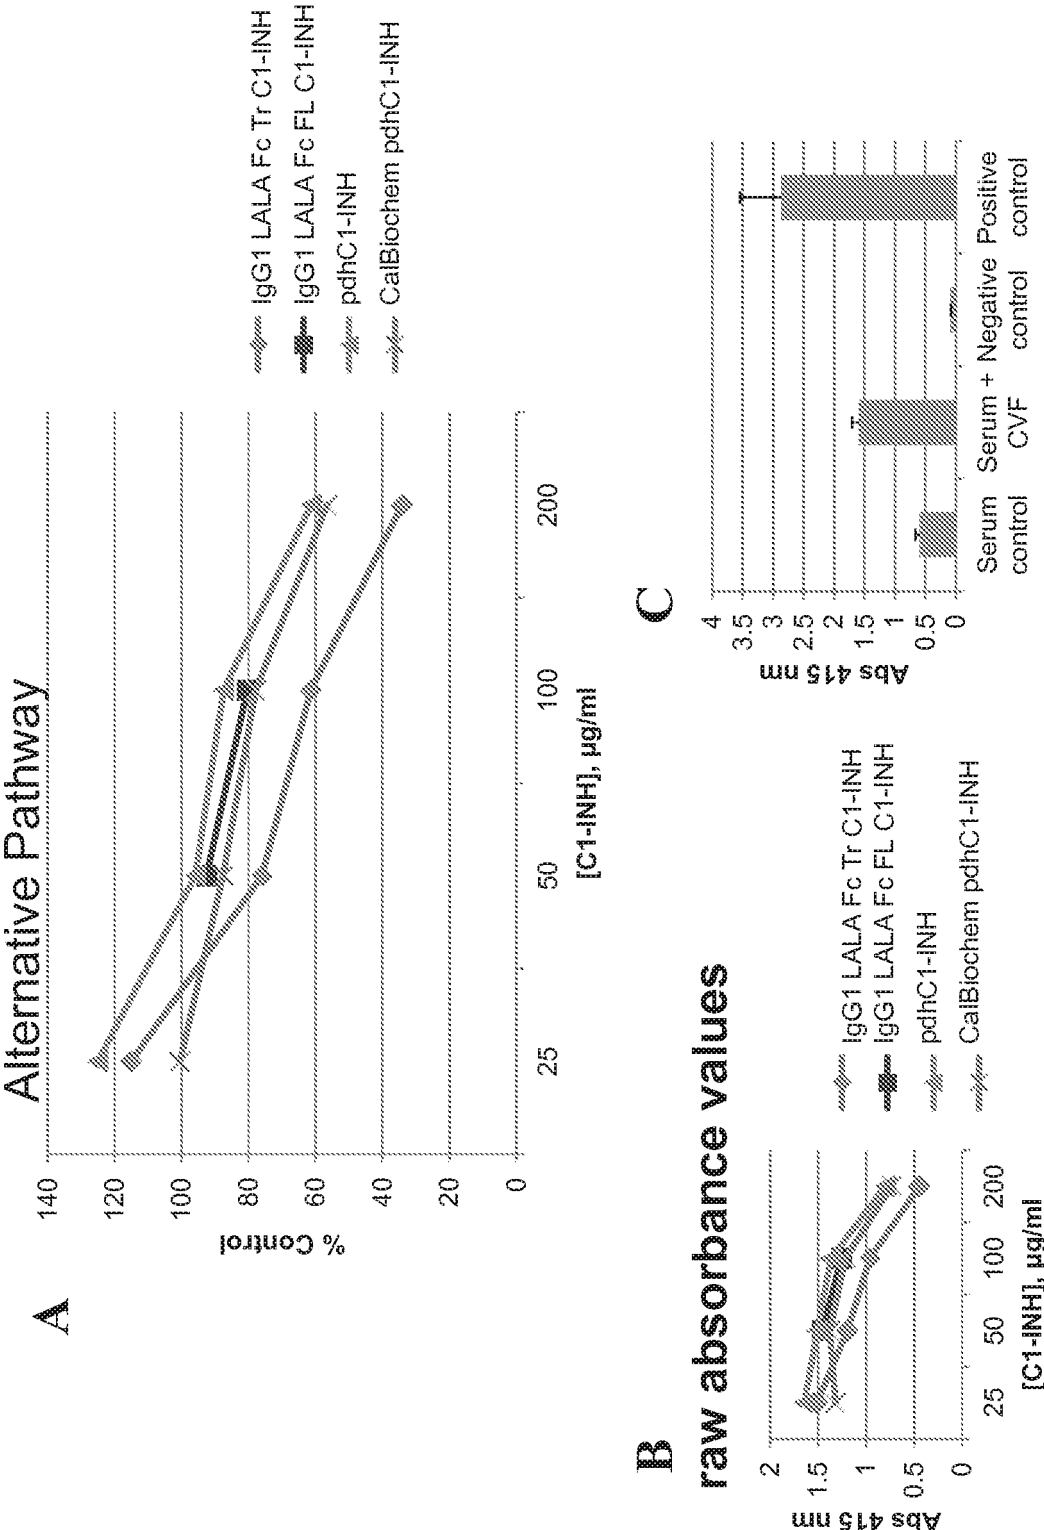 A
Alternative Pathway
% Control
140
120
100
80
60
40
20
0
25
50
100
200
[C1-INH], µg/ml
IgG1 LALA Fc Tr C1-INH
IgG1 LALA Fc FL C1-INH
pdhC1-INH
CalBiochem pdhC1-INH
B
raw absorbance values
Abs 415 nm
2
1.5
1
0.5
0
25
50
100
200
[C1-INH], µg/ml
IgG1 LALA Fc Tr C1-INH
IgG1 LALA Fc FL C1-INH
pdhC1-INH
CalBiochem pdhC1-INH
C
Abs 415 nm
4
3.5
3
2.5
2
1.5
1
0.5
0
Serum control
Serum + CVF
Negative control
Positive control